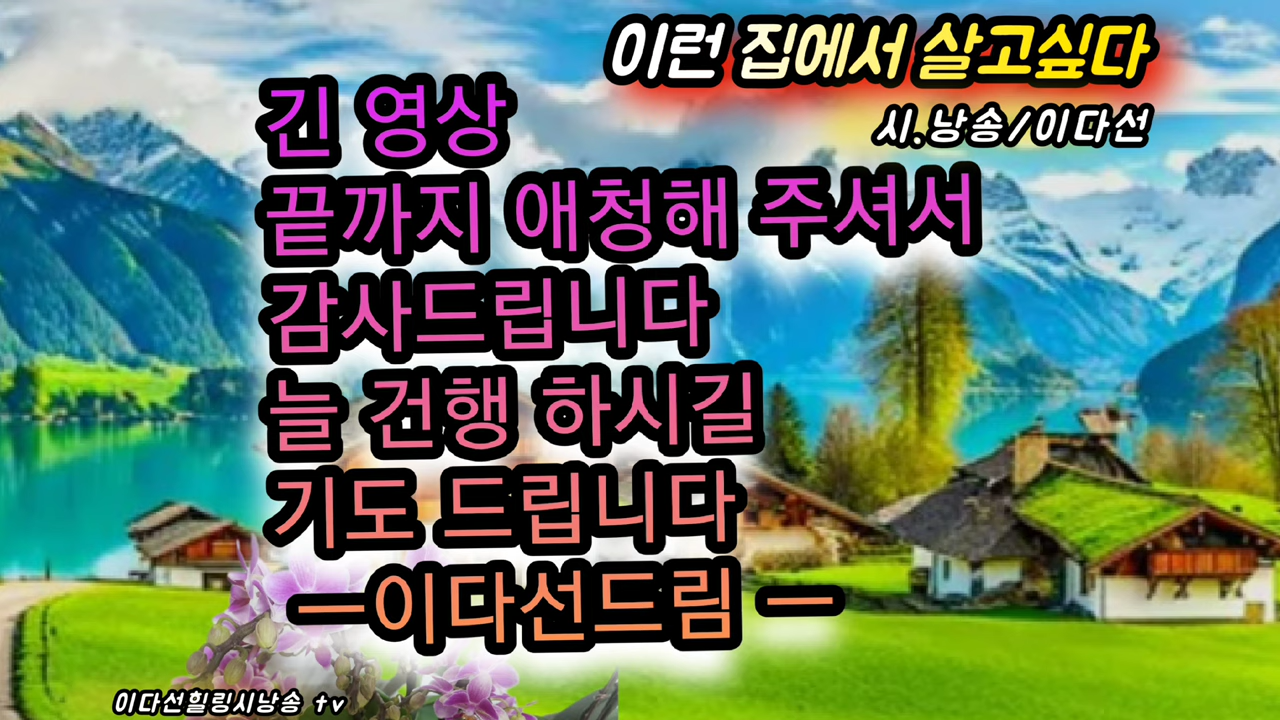 이런 집에서 살고싶다
시.낭송/이다선
긴 영상
끝까지 애청해 주셔서
감사드립니다
늘 건행 하시길
기도 드립니다
ㅡ이다선드림 ㅡ
이다선힐링시낭송 tv